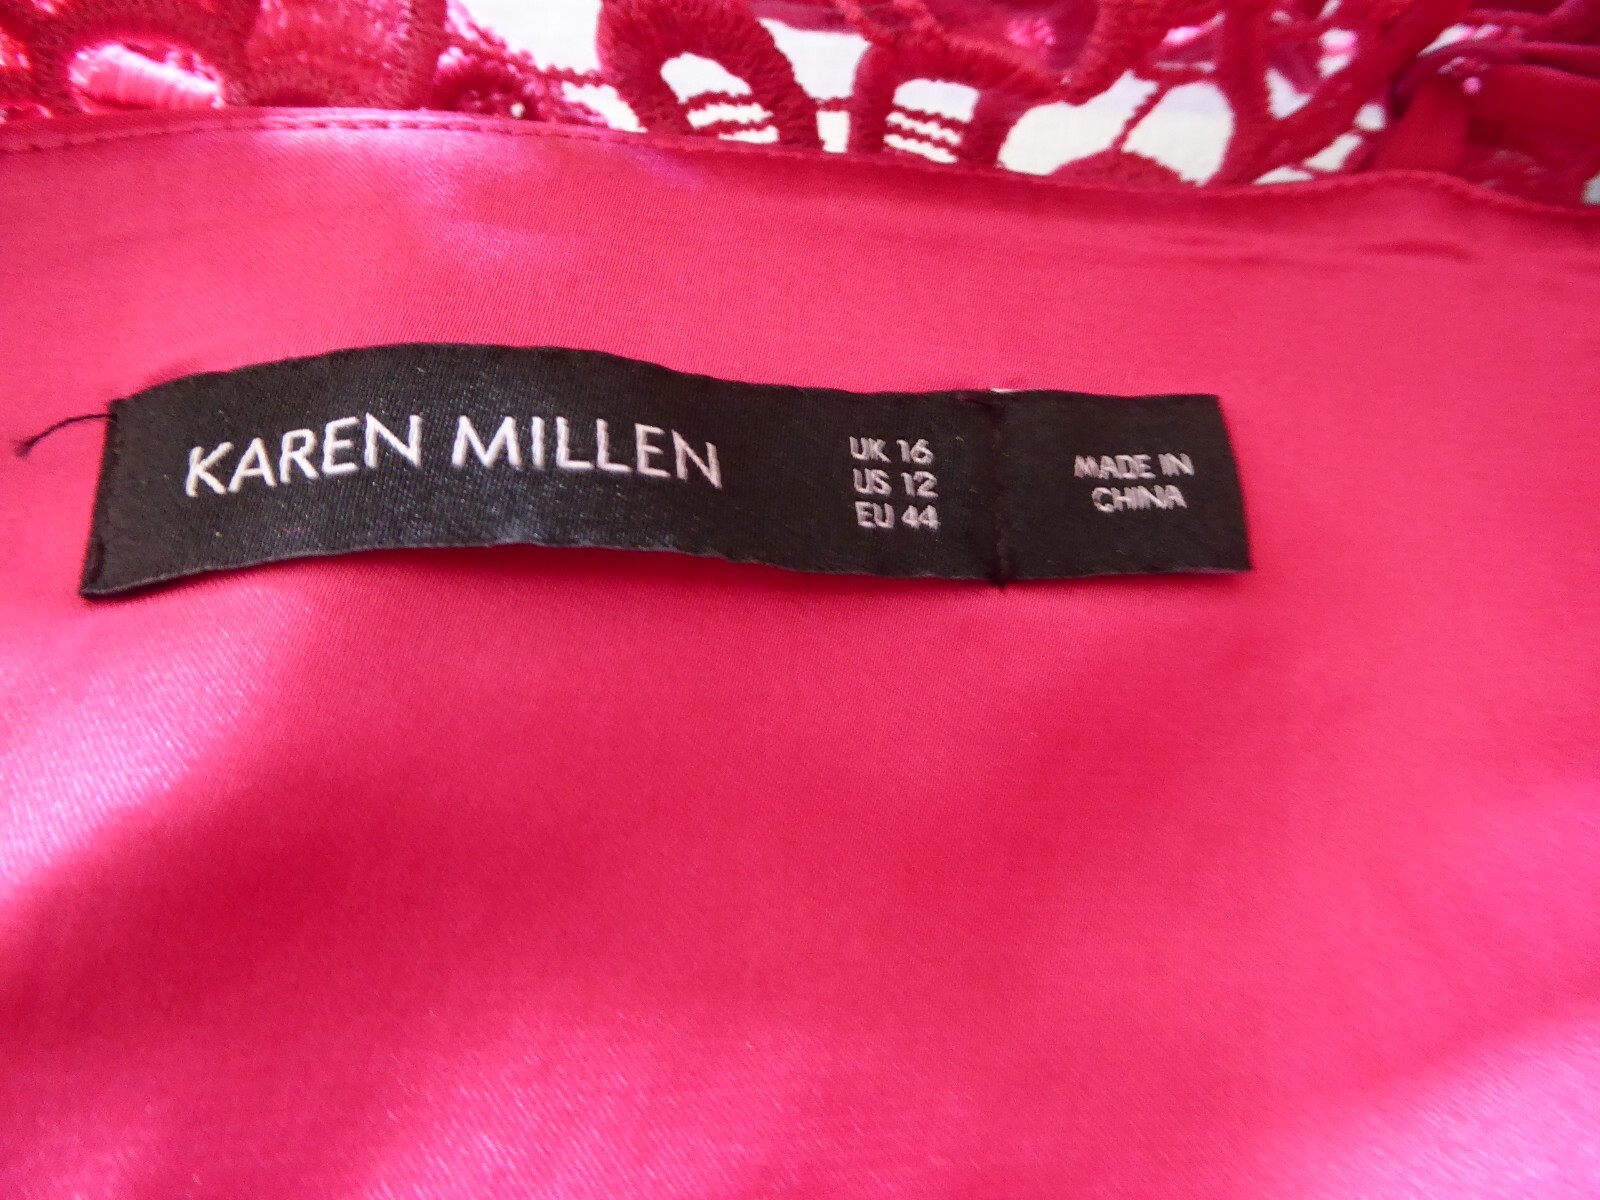 KAREN MILLEN
UK 16
US 12
EU 44
MADE IN
CHINA